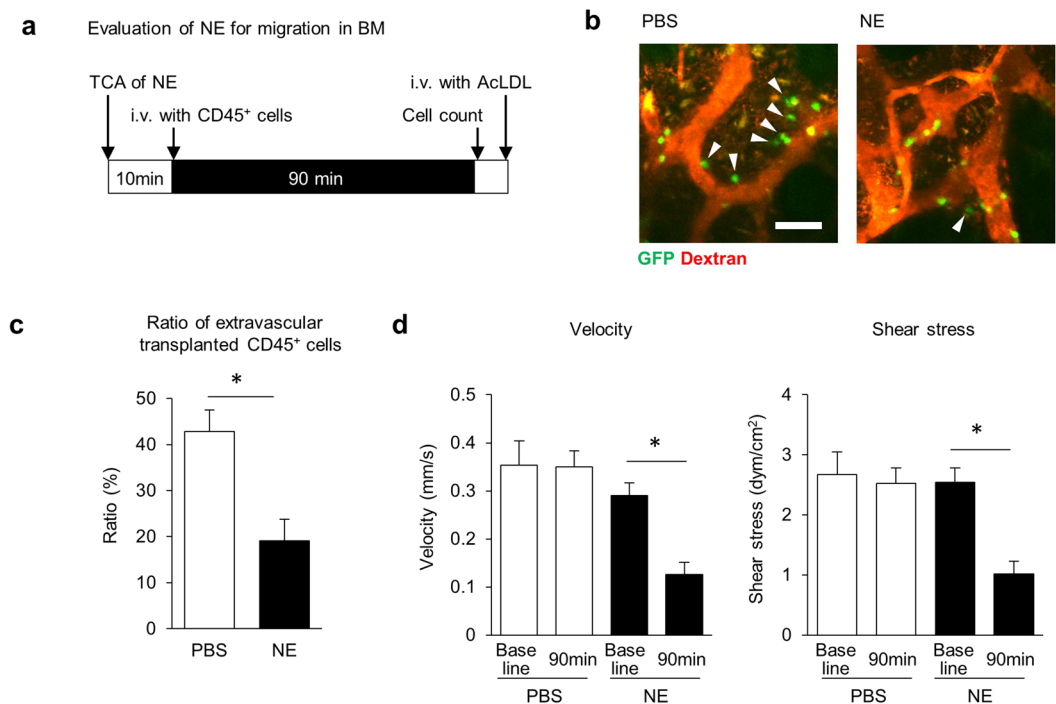 a
Evaluation of NE for migration in BM
TCA of NE
i.v. with AcLDL
i.v. with CD45⁺ cells
Cell count
10min
90 min
b
PBS
NE
GFP Dextran
c
Ratio of extravascular
transplanted CD45⁺ cells
*
50
40
30
20
10
0
Ratio (%)
PBS
NE
d
Velocity
*
0.5
0.4
0.3
0.2
0.1
0
Velocity (mm/s)
Base
line
90min
Base
line
90min
PBS
NE
Shear stress
*
4
3
2
1
0
Shear stress (dym/cm²)
Base
line
90min
Base
line
90min
PBS
NE